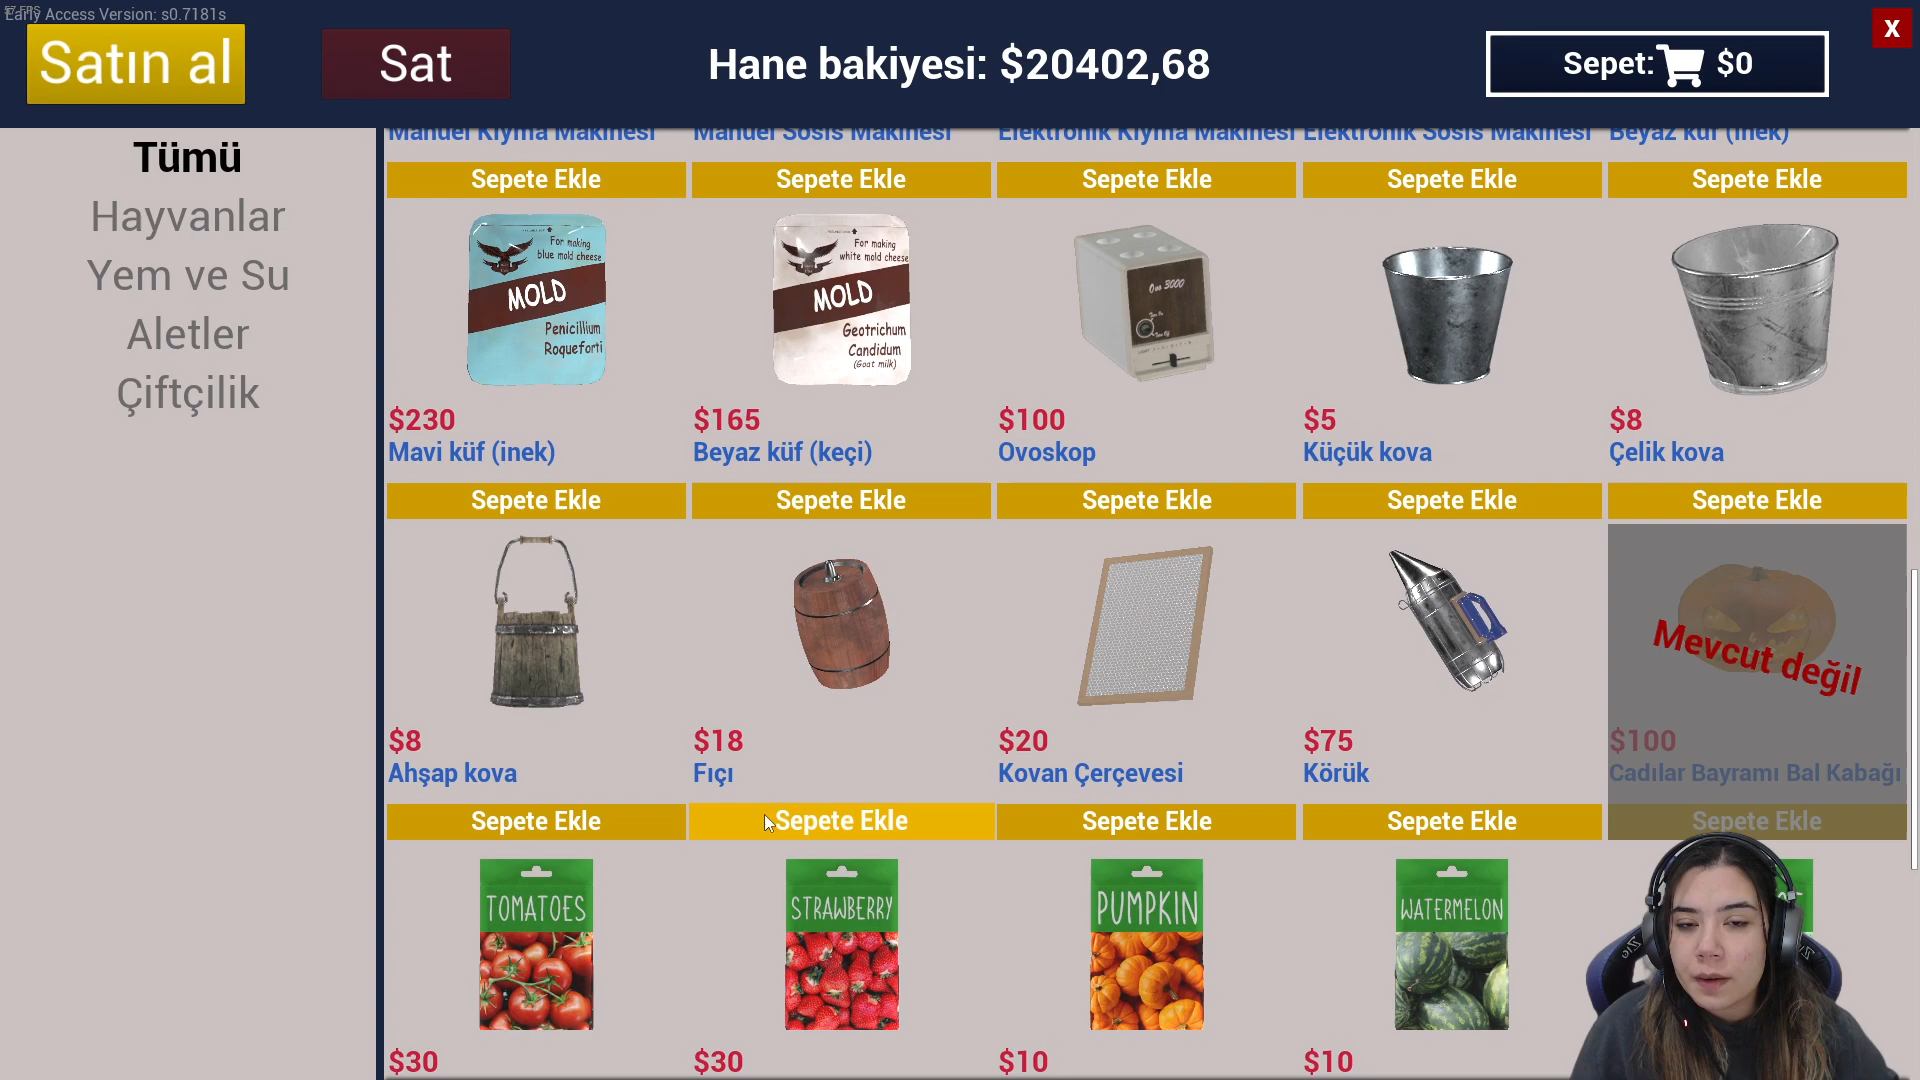 Early Access Version: s0.7181s
Satın al
Sat
Hane bakiyesi: $20402,68
Sepet: $0
X
Tümü
Hayvanlar
Yem ve Su
Aletler
Çiftçilik
Manuel Kıyma Makinesi
Manuel Sosis Makinesi
Elektronik Kıyma Makinesi
Elektronik Sosis Makinesi
Beyaz küf (inek)
Sepete Ekle
Sepete Ekle
Sepete Ekle
Sepete Ekle
Sepete Ekle
For making
blue mold cheese
MOLD
Penicillium
Roqueforti
For making
white mold cheese
MOLD
Geotrichum
Candidum
(Goat milk)
Ovo 3000
$230
Mavi küf (inek)
$165
Beyaz küf (keçi)
$100
Ovoskop
$5
Küçük kova
$8
Çelik kova
Sepete Ekle
Sepete Ekle
Sepete Ekle
Sepete Ekle
Sepete Ekle
Mevcut değil
$8
Ahşap kova
$18
Fıçı
$20
Kovan Çerçevesi
$75
Körük
$100
Cadılar Bayramı Bal Kabağı
Sepete Ekle
Sepete Ekle
Sepete Ekle
Sepete Ekle
Sepete Ekle
TOMATOES
STRAWBERRY
PUMPKIN
WATERMELON
$30
$30
$10
$10